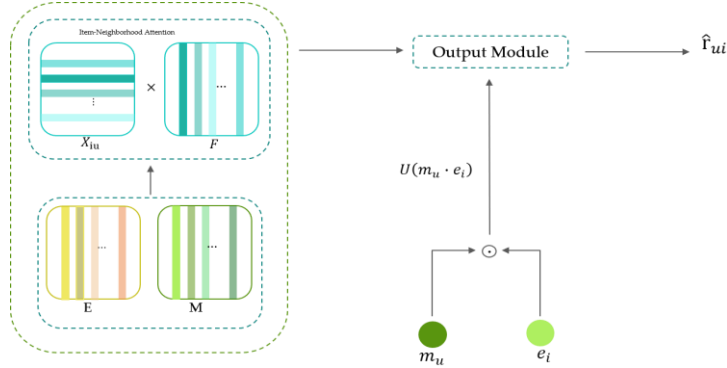 Item-Neighborhood Attention
⋮
×
...
X_iu
F
...
...
E
M
Output Module
r̂_ui
U(m_u · e_i)
⊙
m_u
e_i